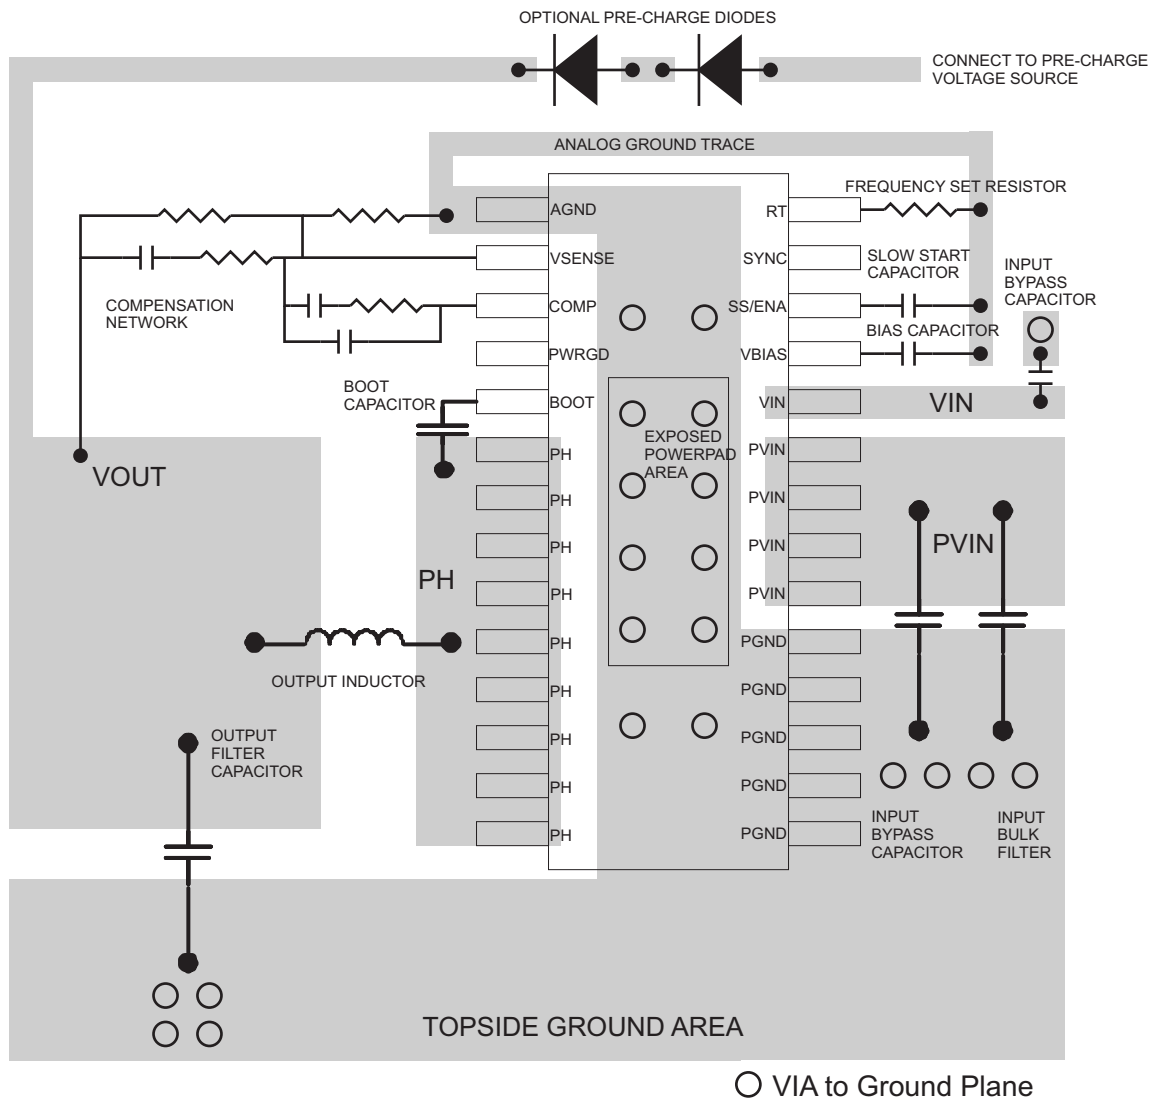 OPTIONAL PRE-CHARGE DIODES
CONNECT TO PRE-CHARGE
VOLTAGE SOURCE
ANALOG GROUND TRACE
FREQUENCY SET RESISTOR
AGND
RT
VSENSE
SYNC
SLOW START
CAPACITOR
INPUT
BYPASS
CAPACITOR
COMPENSATION
NETWORK
COMP
SS/ENA
BIAS CAPACITOR
PWRGD
VBIAS
BOOT
CAPACITOR
BOOT
VIN
VIN
EXPOSED
POWERPAD
AREA
PH
PVIN
VOUT
PH
PVIN
PH
PVIN
PVIN
PH
PH
PVIN
PH
PGND
OUTPUT INDUCTOR
PH
PGND
OUTPUT
FILTER
CAPACITOR
PH
PGND
PH
PGND
INPUT
BYPASS
CAPACITOR
INPUT
BULK
FILTER
PH
PGND
TOPSIDE GROUND AREA
VIA to Ground Plane